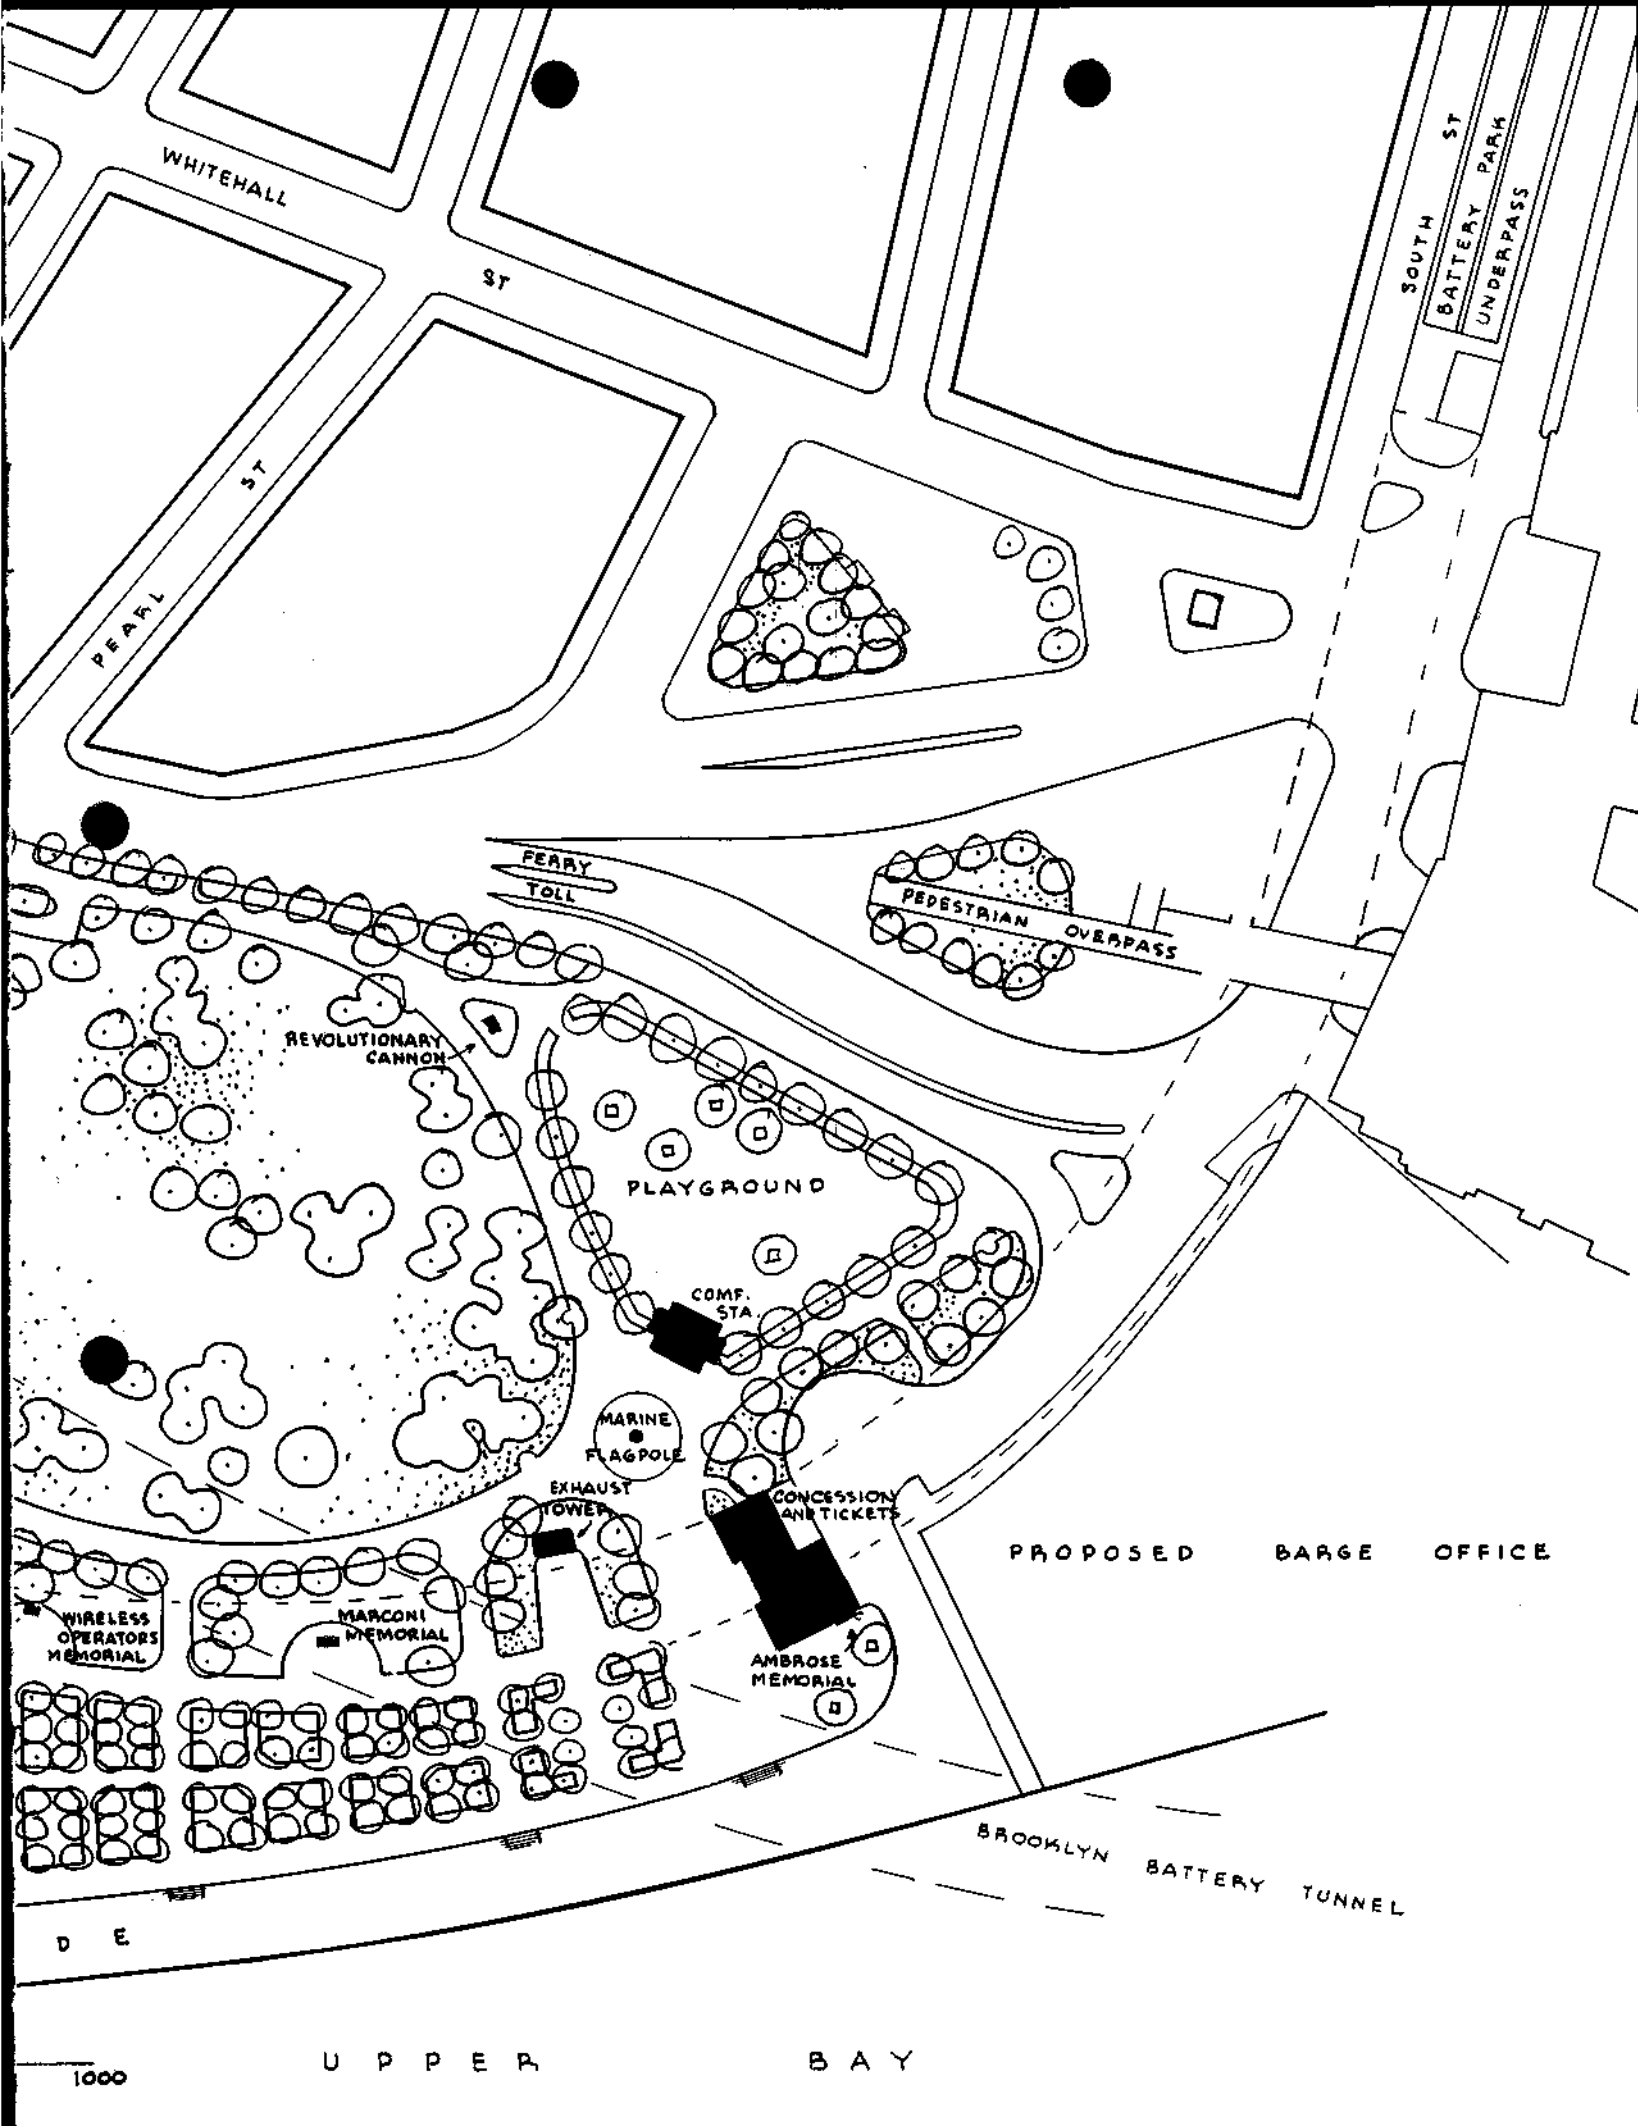 WHITEHALL
ST
SOUTH ST
BATTERY PARK
UNDERPASS
PEARL ST
FERRY
TOLL
PEDESTRIAN OVERPASS
REVOLUTIONARY
CANNON
PLAYGROUND
COMF.
STA.
MARINE
FLAGPOLE
EXHAUST
TOWER
CONCESSION
AND TICKETS
PROPOSED BARGE OFFICE
WIRELESS
OPERATORS
MEMORIAL
MARCONI
MEMORIAL
AMBROSE
MEMORIAL
BROOKLYN BATTERY TUNNEL
D E
UPPER BAY
1000